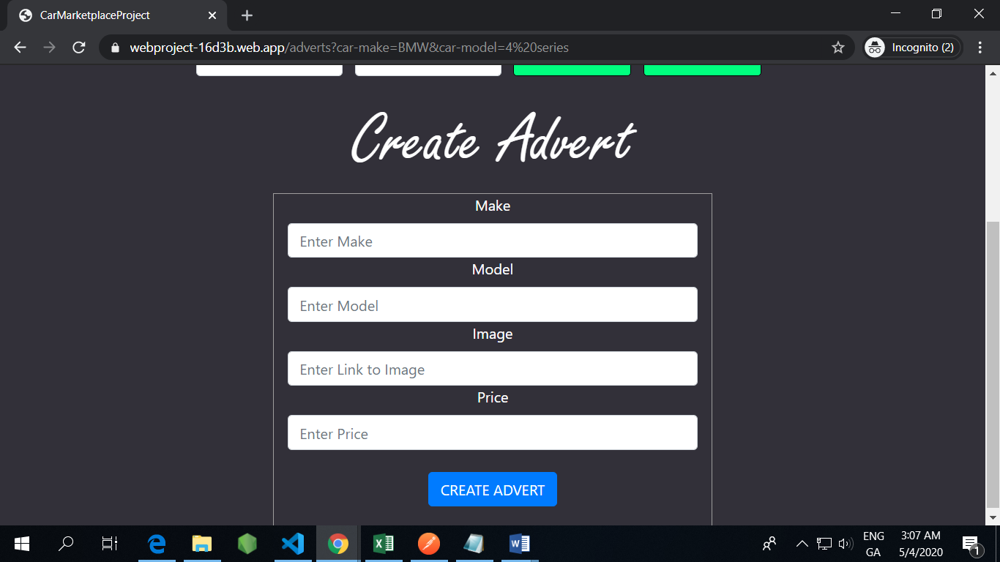 CarMarketplaceProject
webproject-16d3b.web.app/adverts?car-make=BMW&car-model=4%20series
Incognito (2)
Create Advert
Make
Enter Make
Model
Enter Model
Image
Enter Link to Image
Price
Enter Price
CREATE ADVERT
ENG
GA
3:07 AM
5/4/2020
1